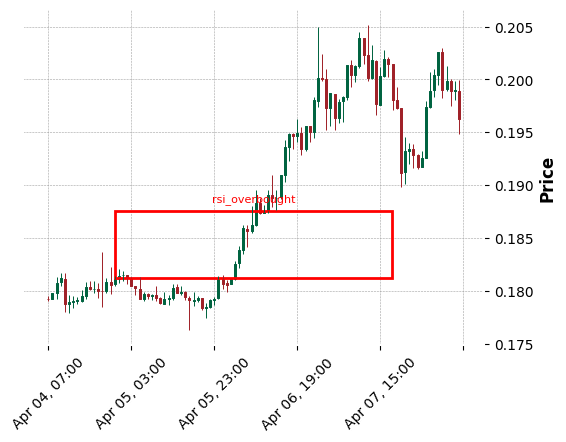 0.205
0.200
0.195
0.190
rsi_overbought
0.185
0.180
0.175
Price
Apr 04, 07:00
Apr 05, 03:00
Apr 05, 23:00
Apr 06, 19:00
Apr 07, 15:00